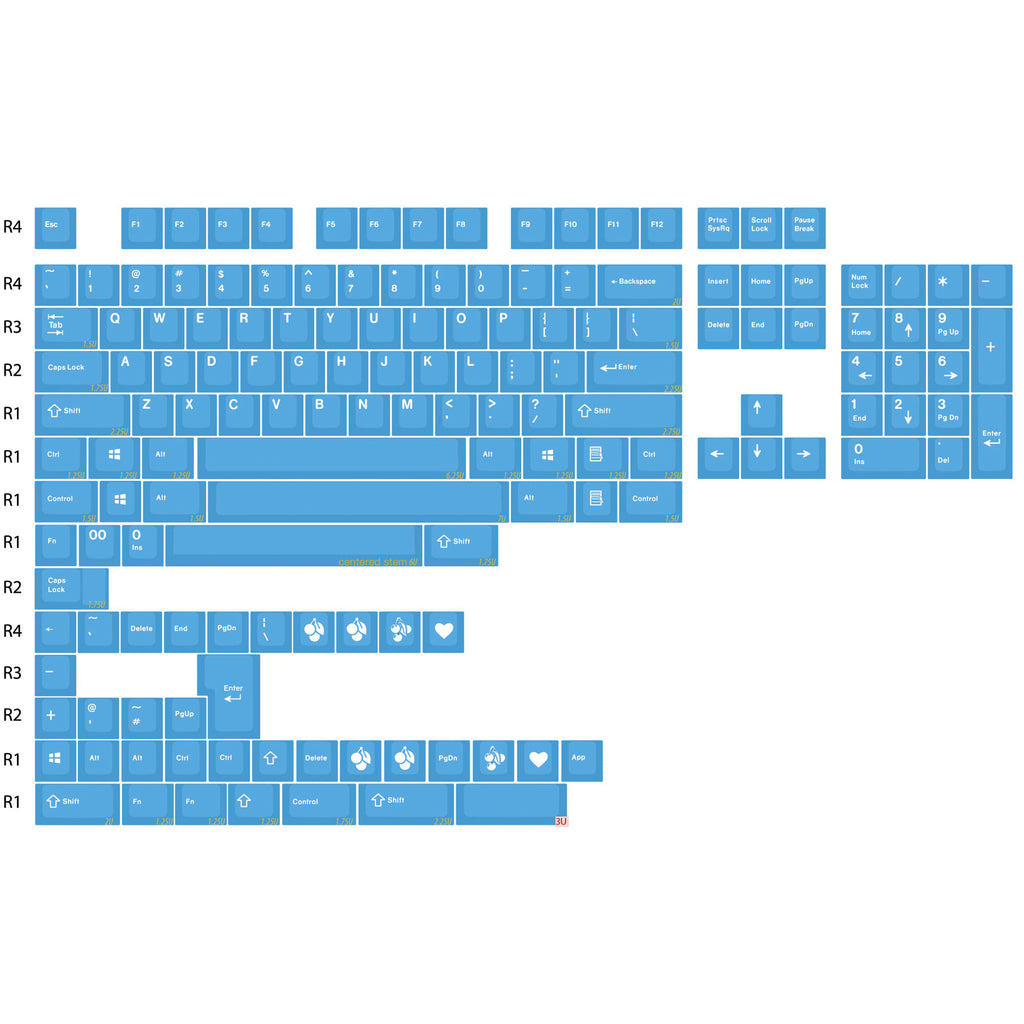 R4 Esc F1 F2 F3 F4 F5 F6 F7 F8 F9 F10 F11 F12 Prtsc SysRq Scroll Lock Pause Break
R4 ~ ` ! 1 @ 2 # 3 $ 4 % 5 ^ 6 & 7 * 8 ( 9 ) 0 _ - + = ← Backspace 2U Insert Home PgUp Num Lock / * −
R3 Tab 1.5U Q W E R T Y U I O P { [ } ] ¦ \ 1.5U Delete End PgDn 7 Home 8 ↑ 9 Pg Up +
R2 Caps Lock 1.75U A S D F G H J K L : ; " ' Enter 2.25U 4 ← 5 6 →
R1 Shift 2.25U Z X C V B N M < , > . ? / Shift 2.75U ↑ 1 End 2 ↓ 3 Pg Dn Enter
R1 Ctrl 1.25U 1.25U Alt 1.25U 6.25U Alt 1.25U 1.25U 1.25U Ctrl 1.25U ← ↓ → 0 Ins . Del
R1 Control 1.5U Alt 1.5U 7U Alt 1.5U Control 1.5U
R1 Fn 00 0 Ins centered stem 6U Shift 1.75U
R2 Caps Lock 1.75U
R4 ← ~ ` Delete End PgDn ¦ \
R3 − Enter
R2 + @ ' ~ # PgUp
R1 Alt Alt Ctrl Ctrl Delete PgDn App
R1 Shift 2U Fn 1.25U Fn 1.25U 1.25U Control 1.75U Shift 2.25U 3U